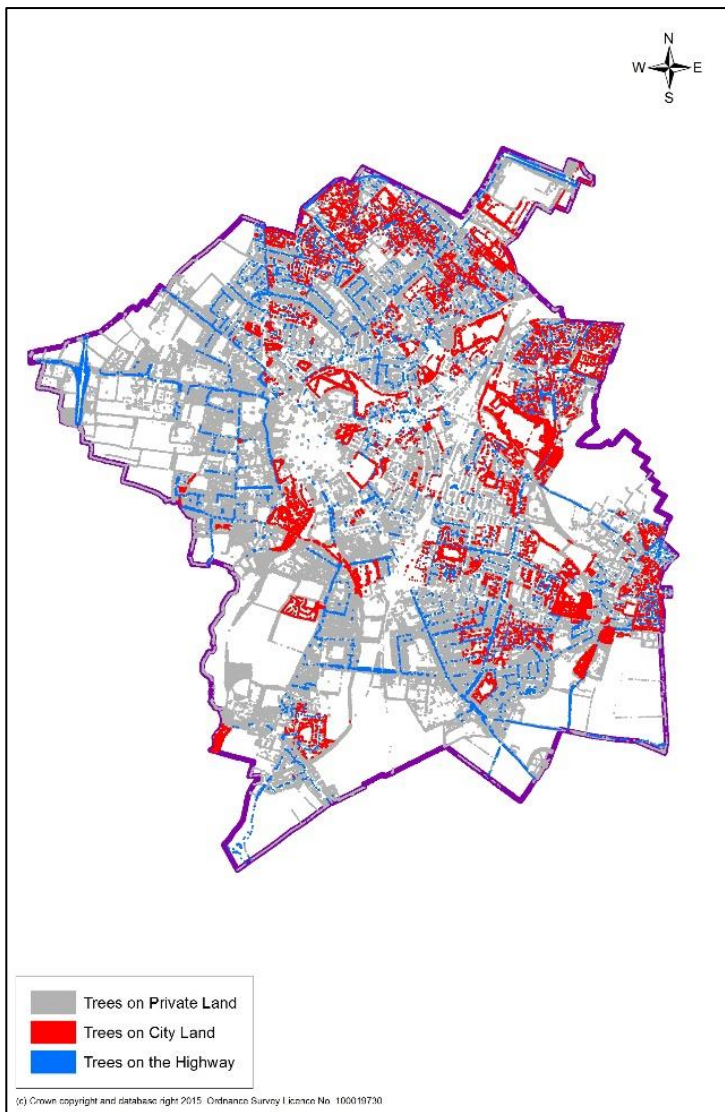 N
W E
S
Trees on Private Land
Trees on City Land
Trees on the Highway
(c) Crown copyright and database right 2015. Ordnance Survey Licence No. 100019730